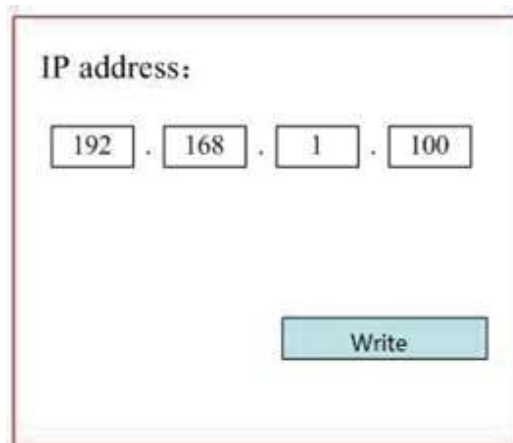 IP address：
192 . 168 . 1 . 100
Write